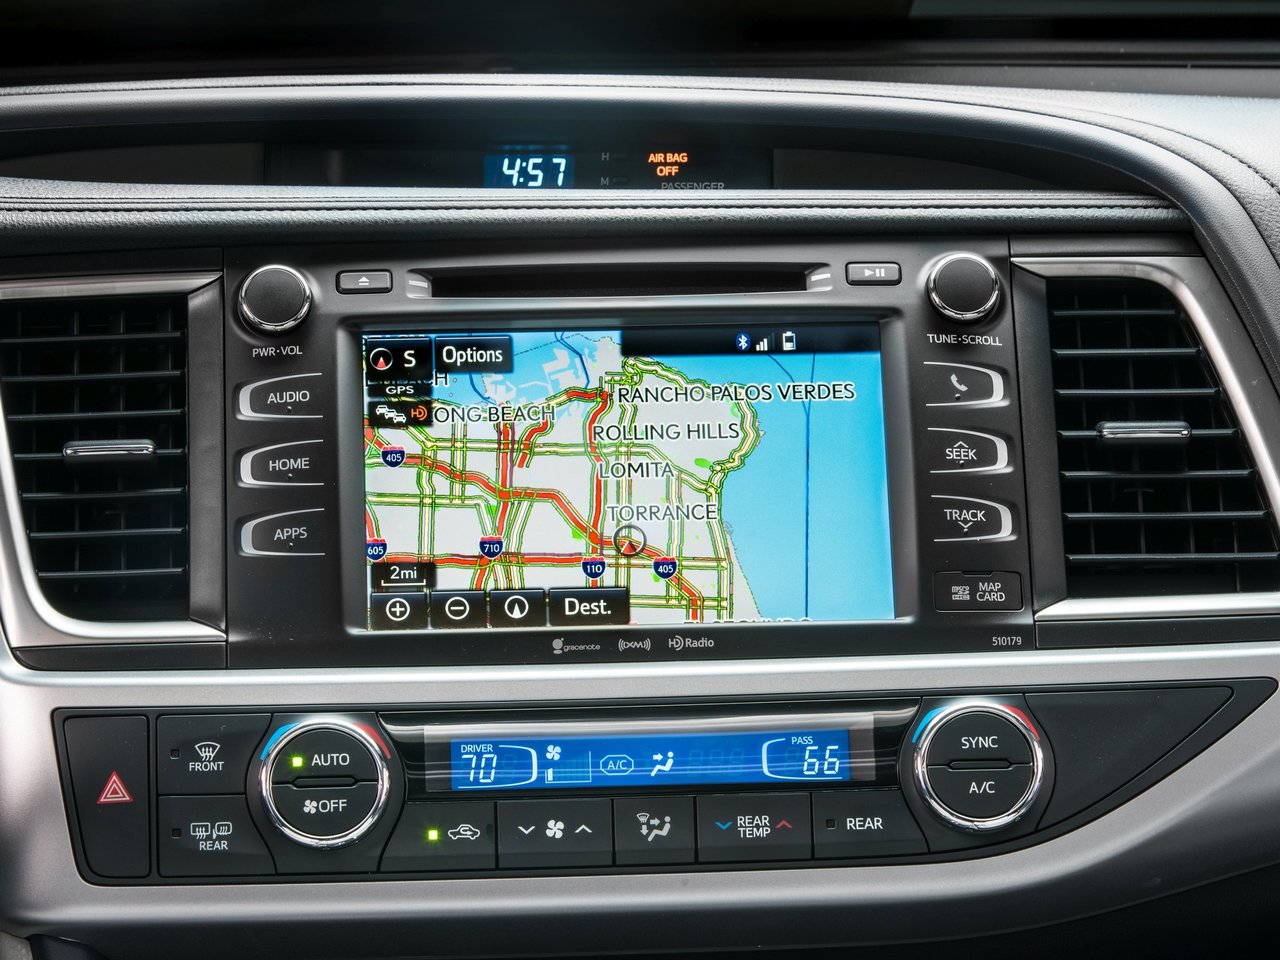 4:57
H
M
AIR BAG
OFF
PASSENGER
PWR•VOL
TUNE•SCROLL
AUDIO
HOME
APPS
SEEK
TRACK
MAP
CARD
S
Options
GPS
HD
ONG BEACH
RANCHO PALOS VERDES
ROLLING HILLS
LOMITA
TORRANCE
405
605
710
110
405
2mi
Dest.
gracenote
((XM))
HD Radio
510179
FRONT
REAR
AUTO
OFF
DRIVER
70
A/C
PASS
66
REAR
TEMP
REAR
SYNC
A/C